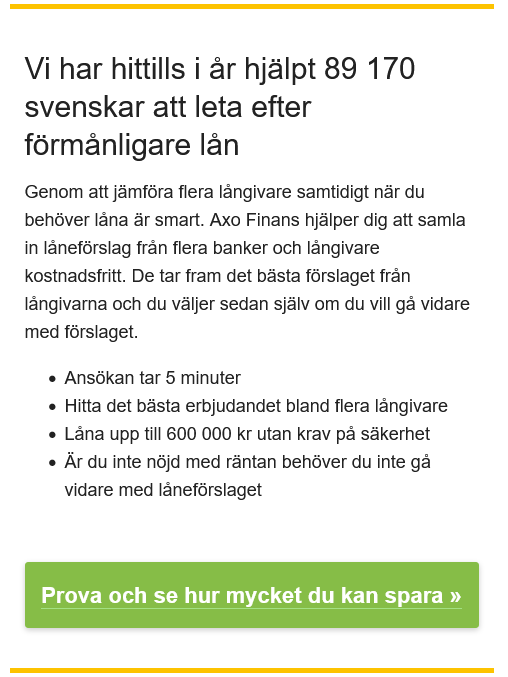 Vi har hittills i år hjälpt 89 170
svenskar att leta efter
förmånligare lån
Genom att jämföra flera långivare samtidigt när du
behöver låna är smart. Axo Finans hjälper dig att samla
in låneförslag från flera banker och långivare
kostnadsfritt. De tar fram det bästa förslaget från
långivarna och du väljer sedan själv om du vill gå vidare
med förslaget.
• Ansökan tar 5 minuter
• Hitta det bästa erbjudandet bland flera långivare
• Låna upp till 600 000 kr utan krav på säkerhet
• Är du inte nöjd med räntan behöver du inte gå
vidare med låneförslaget
Prova och se hur mycket du kan spara »